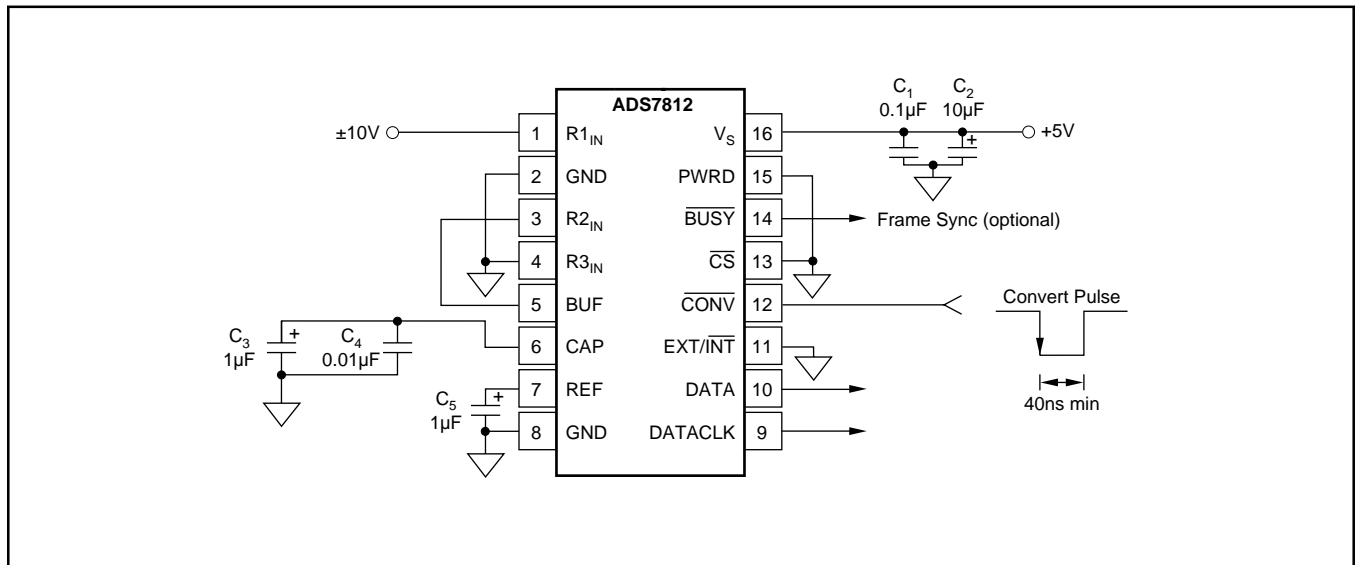 ADS7812
±10V
1 R1IN
2 GND
3 R2IN
4 R3IN
5 BUF
6 CAP
7 REF
8 GND
VS 16
PWRD 15
BUSY 14
CS 13
CONV 12
EXT/INT 11
DATA 10
DATACLK 9
C1
0.1µF
C2
10µF
+
+5V
Frame Sync (optional)
Convert Pulse
40ns min
C3
1µF
+
C4
0.01µF
C5
1µF
+